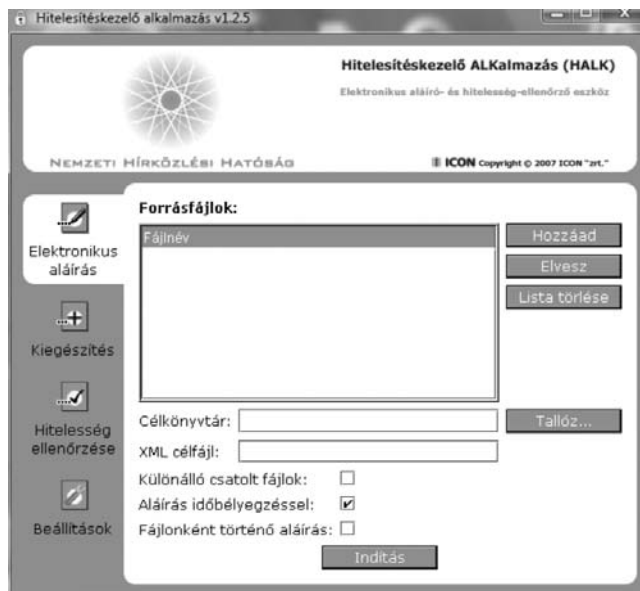 Hitelesítéskezelő alkalmazás v1.2.5
Hitelesítéskezelő ALKalmazás (HALK)
Elektronikus aláíró- és hitelesség-ellenőrző eszköz
NEMZETI HÍRKÖZLÉSI HATÓSÁG
ICON Copyright © 2007 ICON "zrt."
Elektronikus
aláírás
Kiegészítés
Hitelesség
ellenőrzése
Beállítások
Forrásfájlok:
Fájlnév
Hozzáad
Elvesz
Lista törlése
Célkönyvtár:
Tallóz...
XML célfájl:
Különálló csatolt fájlok:
Aláírás időbélyegzéssel:
Fájlonként történő aláírás:
Indítás